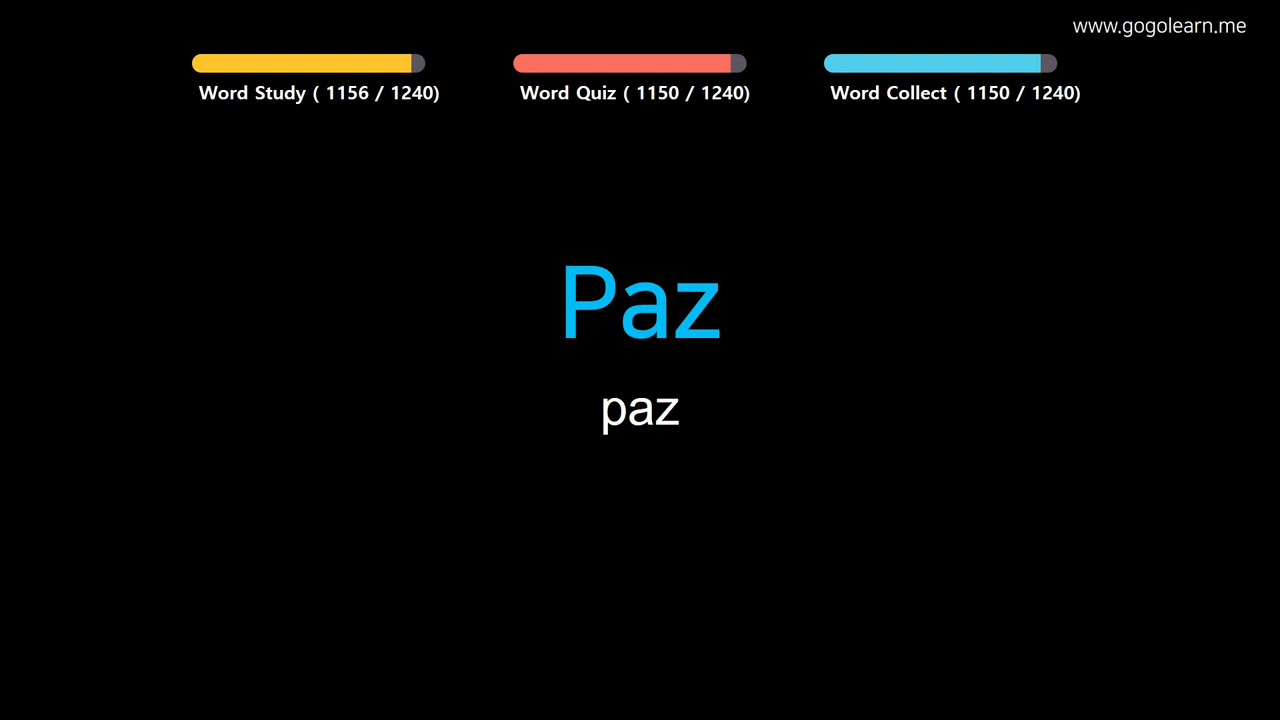 www.gogolearn.me
Word Study ( 1156 / 1240)
Word Quiz ( 1150 / 1240)
Word Collect ( 1150 / 1240)
Paz
paz